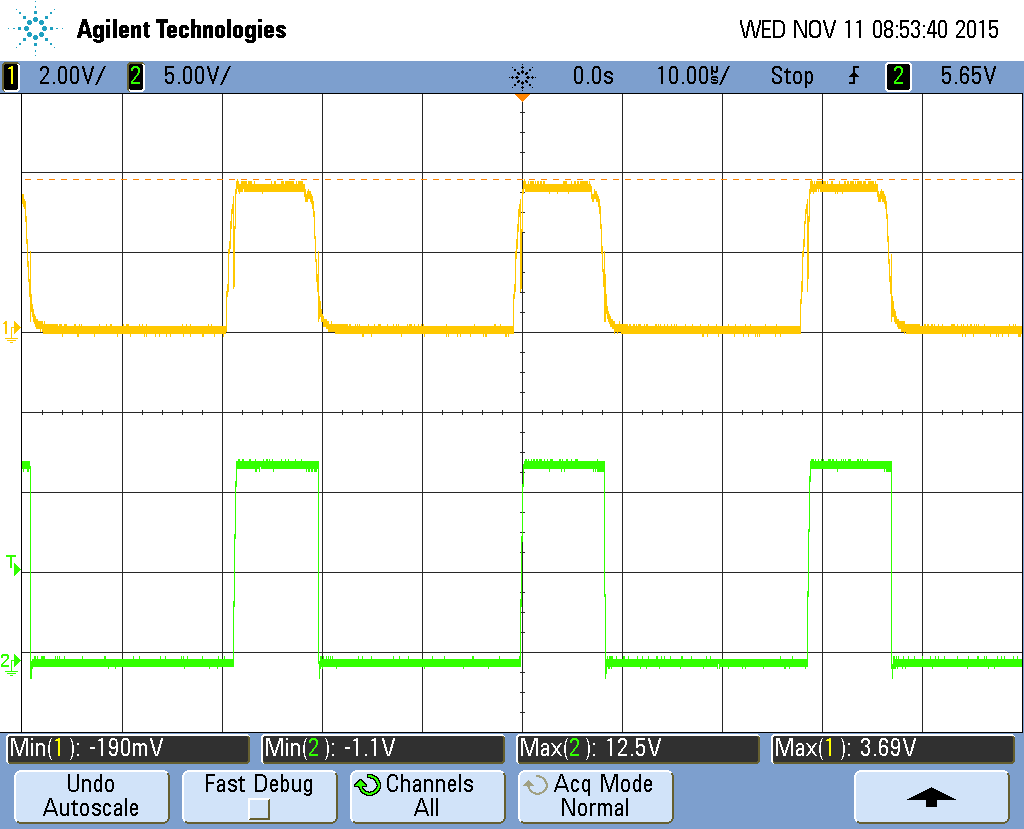 Agilent Technologies
WED NOV 11 08:53:40 2015
1 2.00V/ 2 5.00V/ 0.0s 10.00µs/ Stop 2 5.65V
1
T
2
Min(1): -190mV Min(2): -1.1V Max(2): 12.5V Max(1): 3.69V
Undo Autoscale
Fast Debug
Channels All
Acq Mode Normal